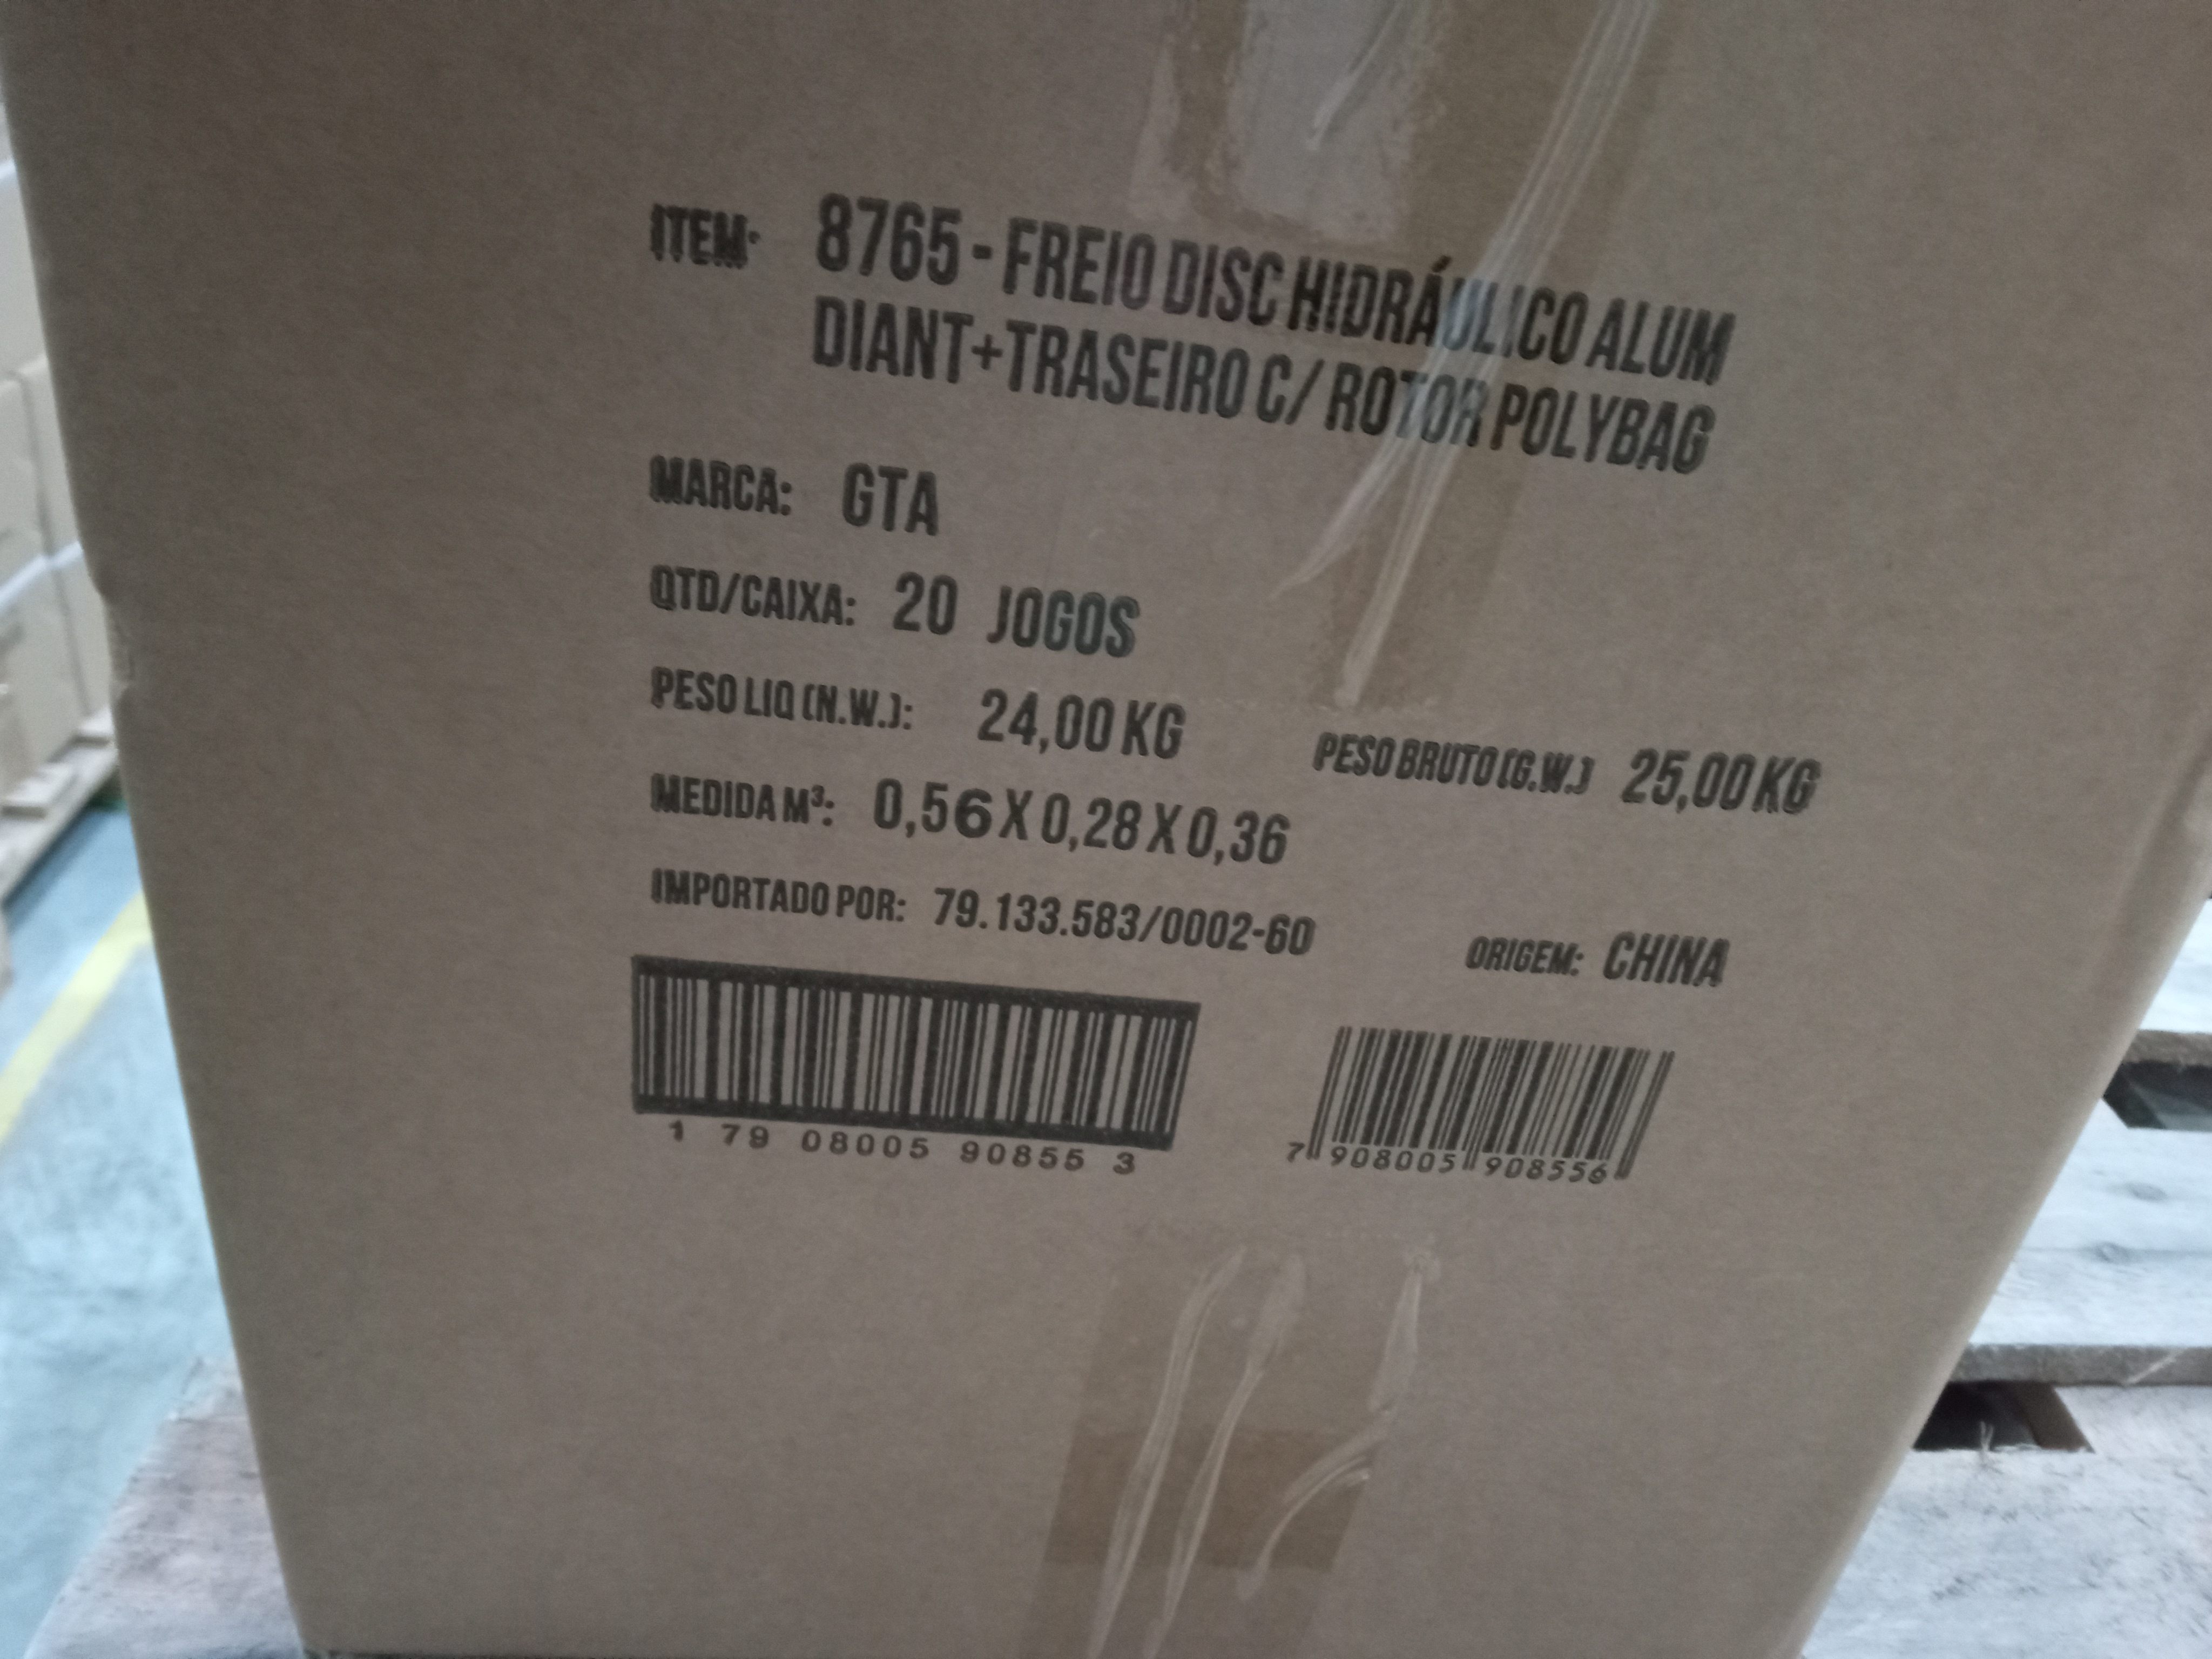 ITEM: 8765 - FREIO DISC HIDRÁULICO ALUM
DIANT+TRASEIRO C/ ROTOR POLYBAG
MARCA: GTA
QTD/CAIXA: 20 JOGOS
PESO LIQ (N.W.): 24,00 KG PESO BRUTO (G.W.) 25,00 KG
MEDIDA M³: 0,56 X 0,28 X 0,36
IMPORTADO POR: 79.133.583/0002-60 ORIGEM: CHINA
1 79 08005 90855 3
7 908005 908556